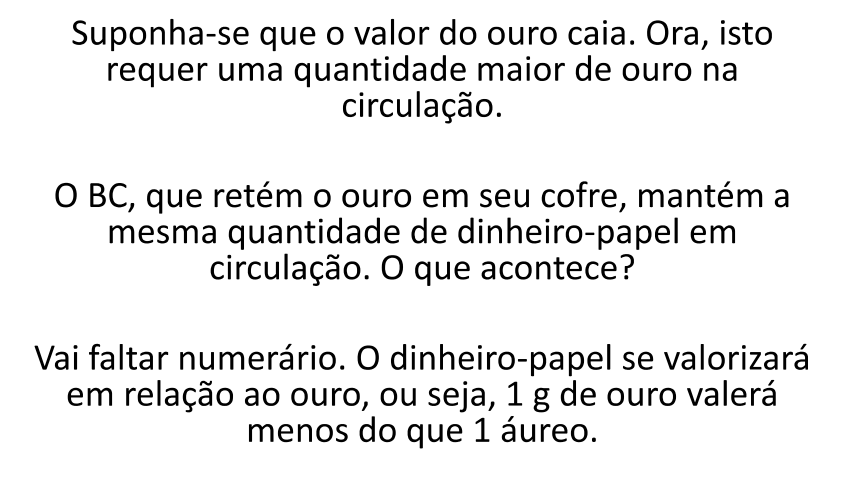 Suponha-se que o valor do ouro caia. Ora, isto
requer uma quantidade maior de ouro na
circulação.
O BC, que retém o ouro em seu cofre, mantém a
mesma quantidade de dinheiro-papel em
circulação. O que acontece?
Vai faltar numerário. O dinheiro-papel se valorizará
em relação ao ouro, ou seja, 1 g de ouro valerá
menos do que 1 áureo.